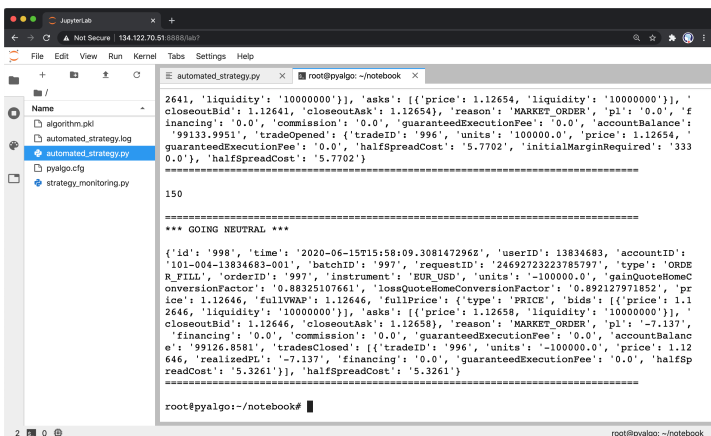 JupyterLab
Not Secure | 134.122.70.51:8888/lab?
File Edit View Run Kernel Tabs Settings Help
automated_strategy.py
root@pyalgo: ~/notebook
/
Name
algorithm.pkl
automated_strategy.log
automated_strategy.py
pyalgo.cfg
strategy_monitoring.py
2641, 'liquidity': '10000000'}], 'asks': [{'price': 1.12654, 'liquidity': '10000000'}], '
closeoutBid': 1.12641, 'closeoutAsk': 1.12654}, 'reason': 'MARKET_ORDER', 'pl': '0.0', 'f
inancing': '0.0', 'commission': '0.0', 'guaranteedExecutionFee': '0.0', 'accountBalance':
'99133.9951', 'tradeOpened': {'tradeID': '996', 'units': '100000.0', 'price': 1.12654, '
guaranteedExecutionFee': '0.0', 'halfSpreadCost': '5.7702', 'initialMarginRequired': '333
0.0'}, 'halfSpreadCost': '5.7702'}
================================================================================
150
================================================================================
*** GOING NEUTRAL ***
{'id': '998', 'time': '2020-06-15T15:58:09.308147296Z', 'userID': 13834683, 'accountID':
'101-004-13834683-001', 'batchID': '997', 'requestID': '24692723223785797', 'type': 'ORDE
R_FILL', 'orderID': '997', 'instrument': 'EUR_USD', 'units': '-100000.0', 'gainQuoteHomeC
onversionFactor': '0.88325107661', 'lossQuoteHomeConversionFactor': '0.892127971852', 'pr
ice': 1.12646, 'fullVWAP': 1.12646, 'fullPrice': {'type': 'PRICE', 'bids': [{'price': 1.1
2646, 'liquidity': '10000000'}], 'asks': [{'price': 1.12658, 'liquidity': '10000000'}], '
closeoutBid': 1.12646, 'closeoutAsk': 1.12658}, 'reason': 'MARKET_ORDER', 'pl': '-7.137',
'financing': '0.0', 'commission': '0.0', 'guaranteedExecutionFee': '0.0', 'accountBalanc
e': '99126.8581', 'tradesClosed': [{'tradeID': '996', 'units': '-100000.0', 'price': 1.12
646, 'realizedPL': '-7.137', 'financing': '0.0', 'guaranteedExecutionFee': '0.0', 'halfSp
readCost': '5.3261'}], 'halfSpreadCost': '5.3261'}
================================================================================
root@pyalgo:~/notebook#
2 0 root@pyalgo: ~/notebook